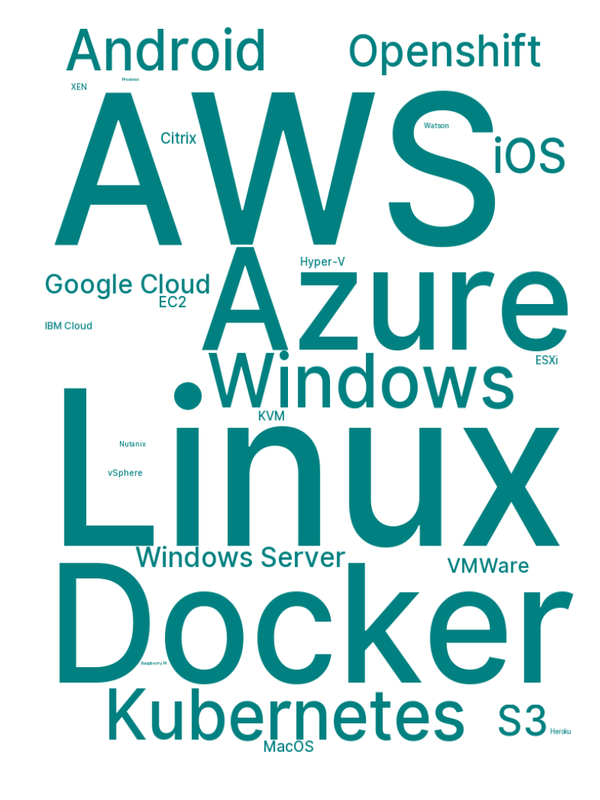 Android
Openshift
XEN
AWS
Citrix
Watson
iOS
Hyper-V
Google Cloud
Azure
EC2
IBM Cloud
ESXi
Windows
KVM
Linux
Nutanix
vSphere
Windows Server
VMWare
Docker
Raspberry Pi
Kubernetes
S3
Heroku
MacOS